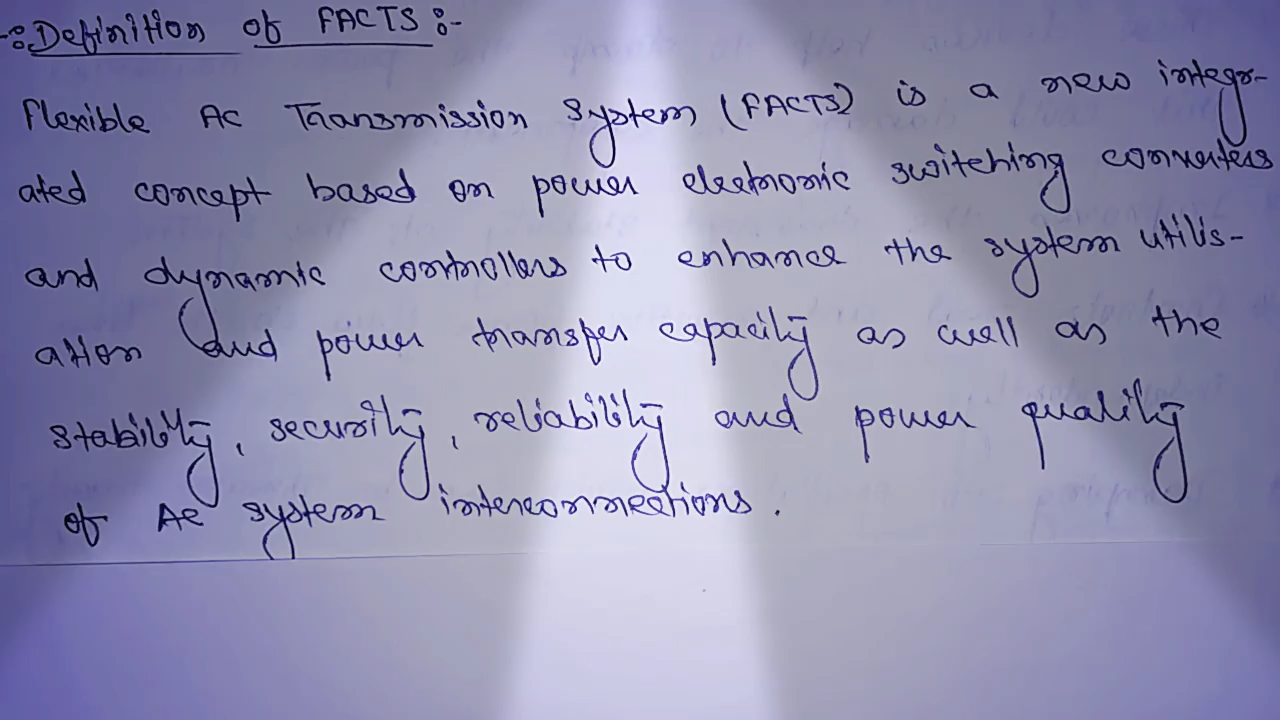 -:Definition of FACTS:-
Flexible AC Transmission System (FACTS) is a new integr-
ated concept based on power electronic switching converters
and dynamic controllers to enhance the system utilis-
ation and power transfer capacity as well as the
stability, security, reliability and power quality
of AC system interconnections.